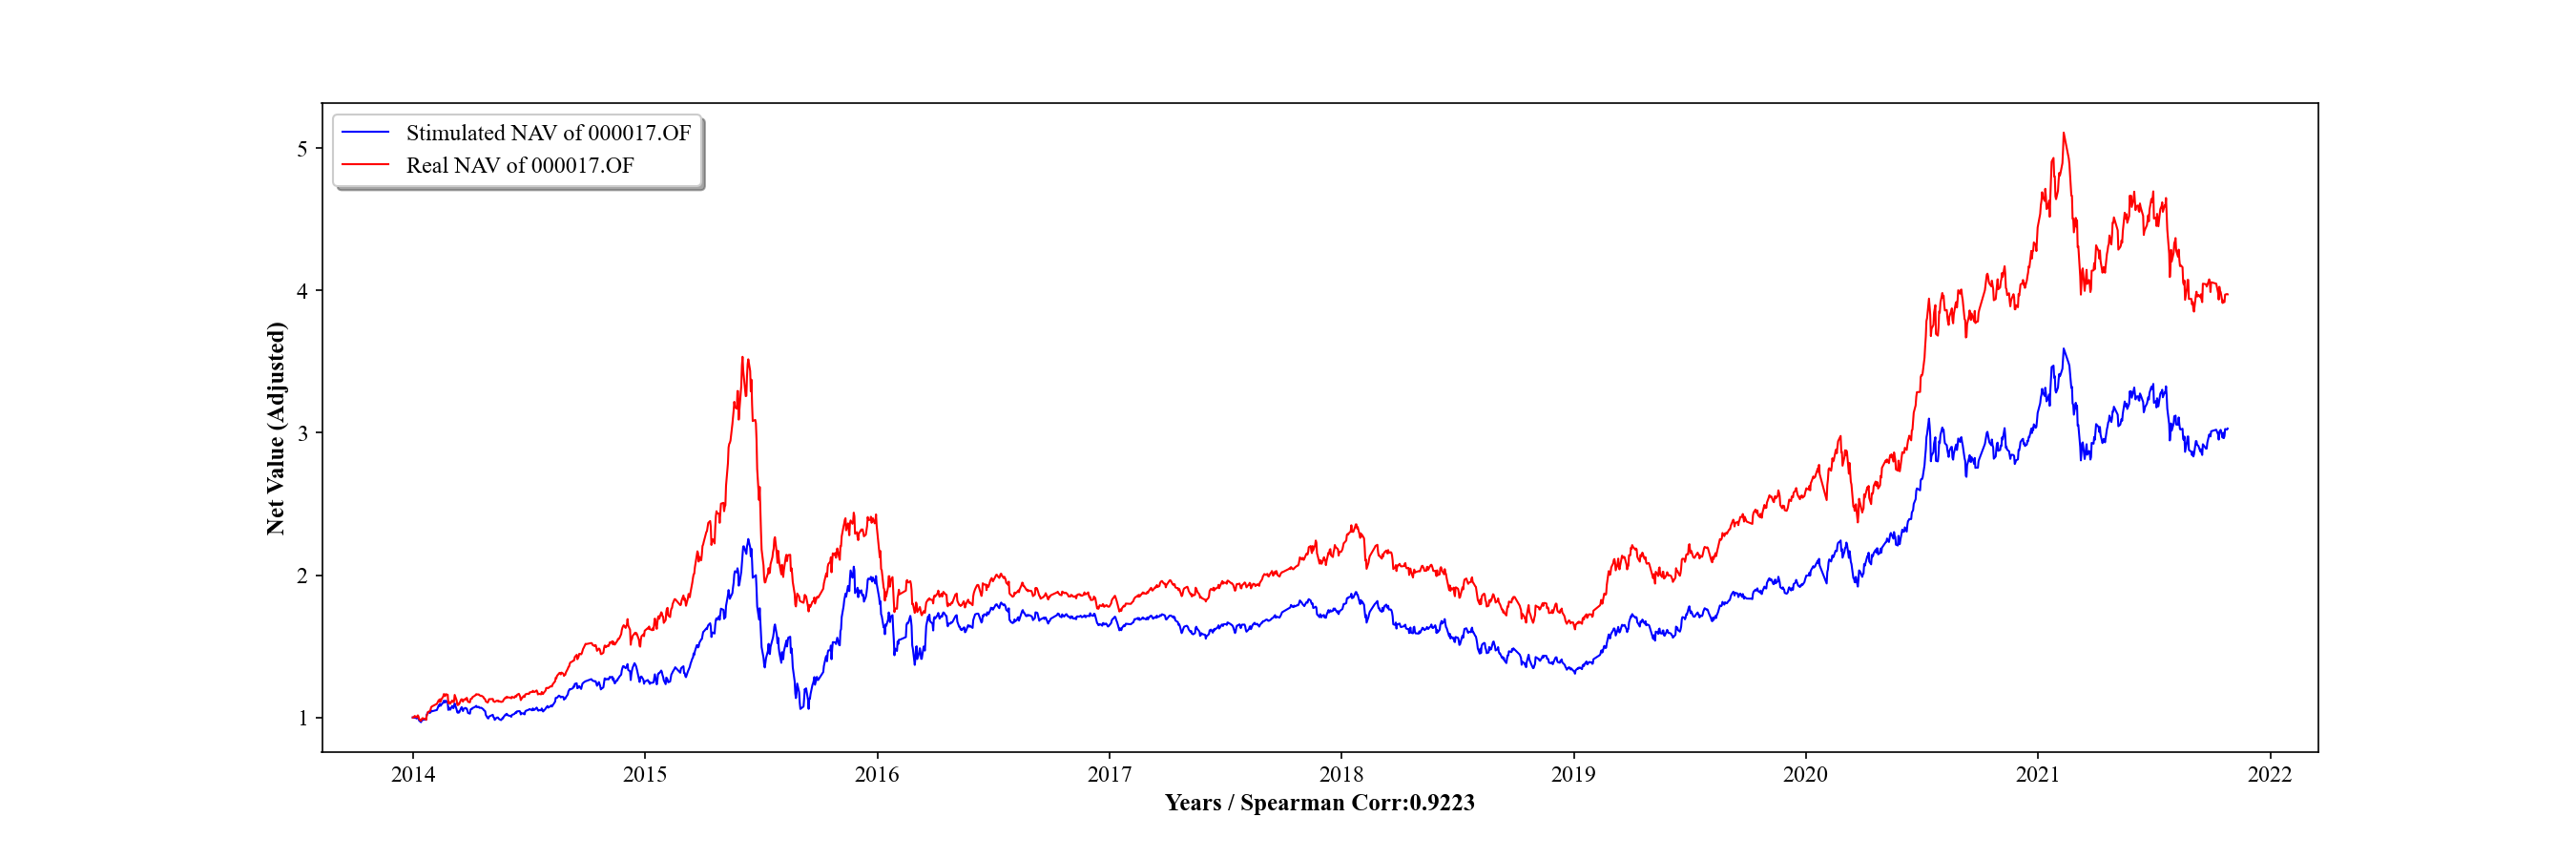 Stimulated NAV of 000017.OF
Real NAV of 000017.OF
Net Value (Adjusted)
5
4
3
2
1
2014 2015 2016 2017 2018 2019 2020 2021 2022
Years / Spearman Corr:0.9223